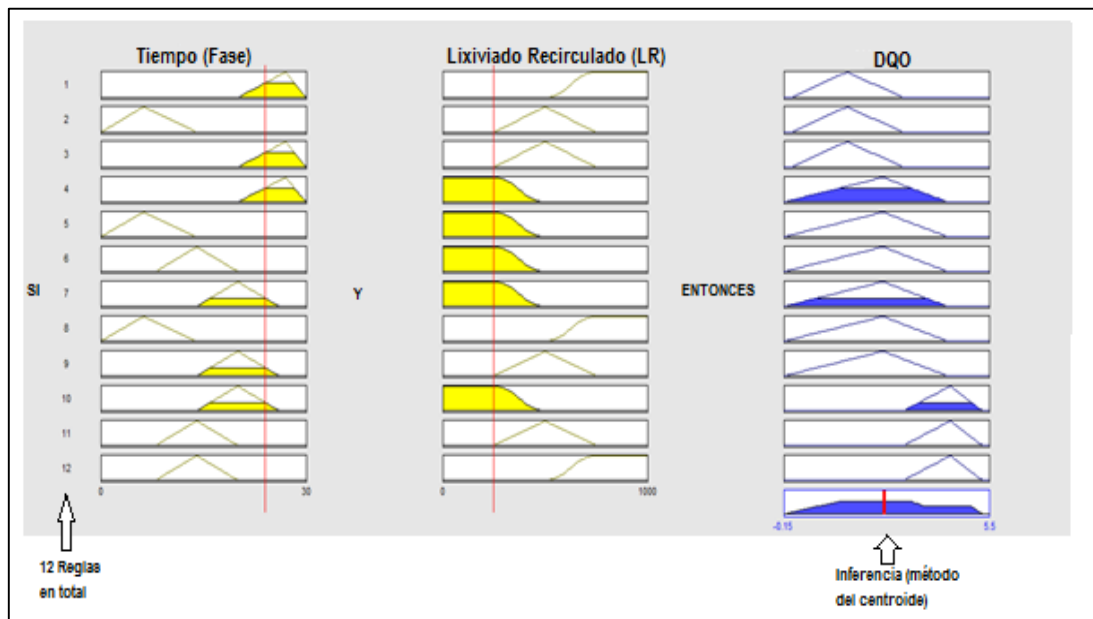 Tiempo (Fase)
Lixiviado Recirculado (LR)
DQO
1
2
3
4
5
6
7
8
9
10
11
12
SI
Y
ENTONCES
0
30
0
1000
-0.15
5.5
12 Reglas
en total
Inferencia (método
del centroide)